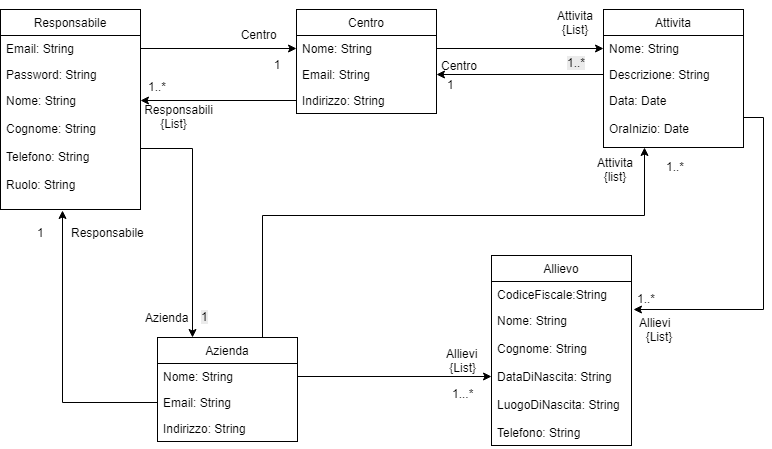 Responsabile
Email: String
Password: String
Nome: String
Cognome: String
Telefono: String
Ruolo: String
Centro
1
1..*
Responsabili
{List}
Centro
Nome: String
Email: String
Indirizzo: String
Attivita
{List}
1..*
Centro
1
Attivita
Nome: String
Descrizione: String
Data: Date
OraInizio: Date
Attivita
{list}
1..*
1
Responsabile
Azienda
1
Azienda
Nome: String
Email: String
Indirizzo: String
Allievi
{List}
1...*
Allievo
CodiceFiscale:String
Nome: String
Cognome: String
DataDiNascita: String
LuogoDiNascita: String
Telefono: String
1..*
Allievi
{List}